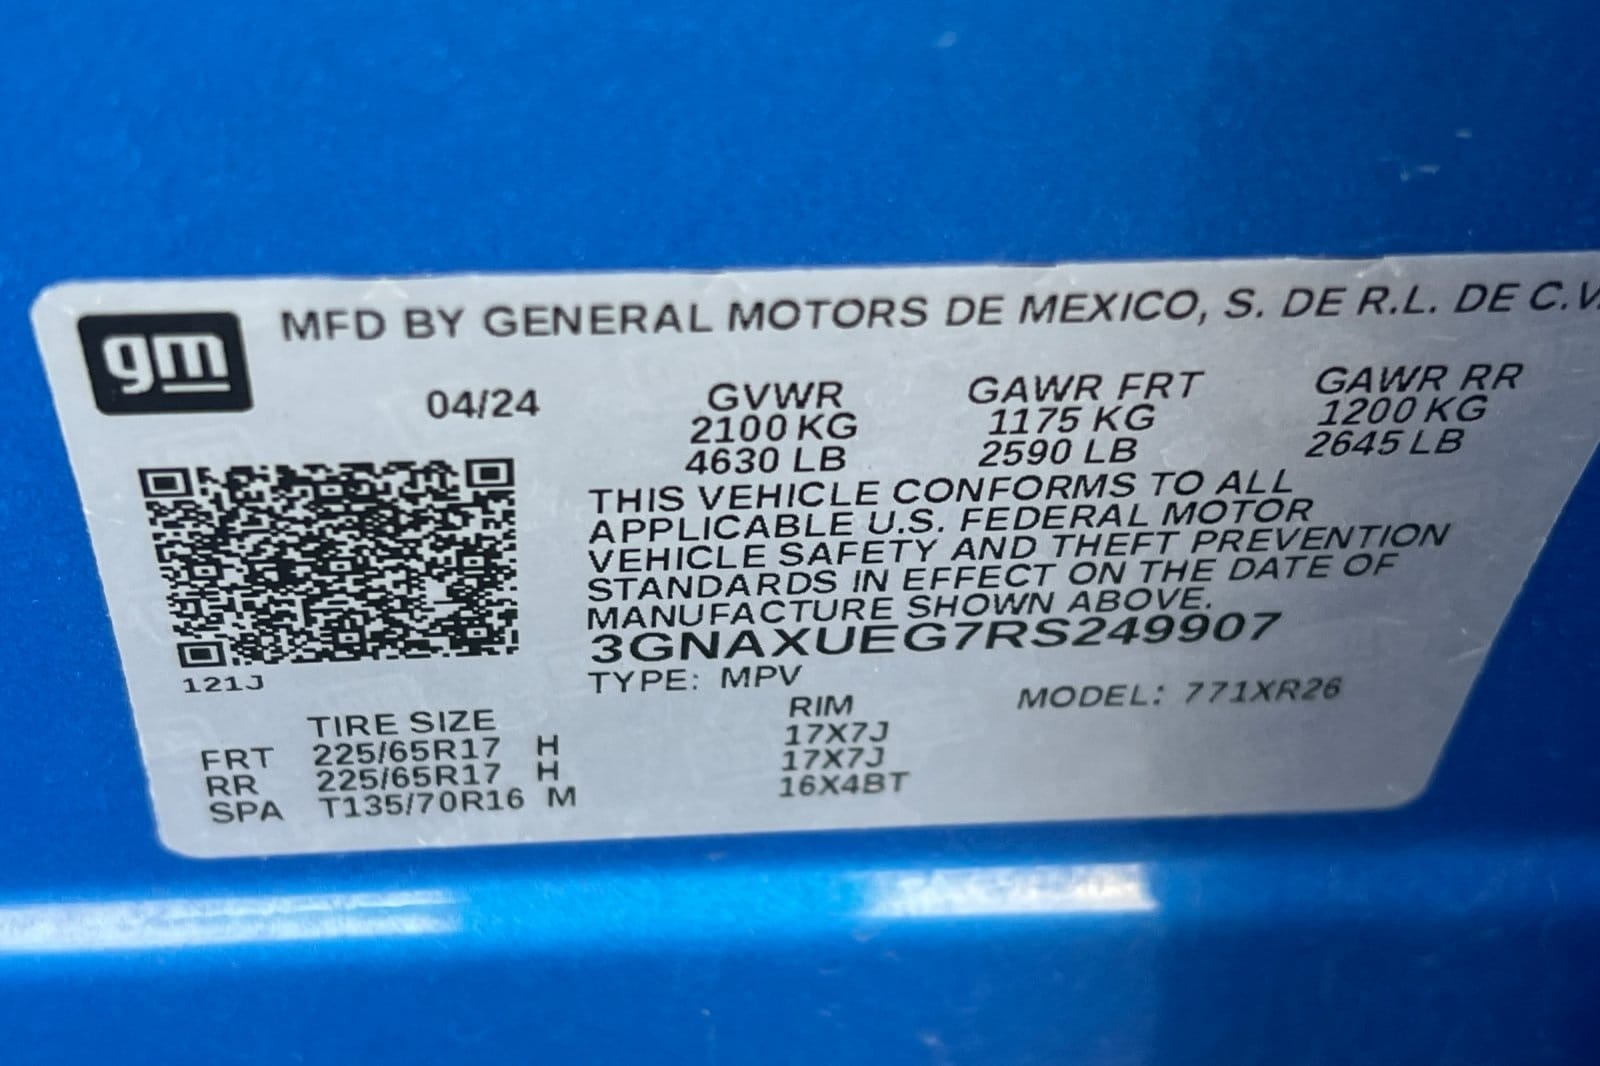 gm
MFD BY GENERAL MOTORS DE MEXICO, S. DE R.L. DE C.V.
04/24
GVWR GAWR FRT GAWR RR
2100 KG 1175 KG 1200 KG
4630 LB 2590 LB 2645 LB
THIS VEHICLE CONFORMS TO ALL
APPLICABLE U.S. FEDERAL MOTOR
VEHICLE SAFETY AND THEFT PREVENTION
STANDARDS IN EFFECT ON THE DATE OF
MANUFACTURE SHOWN ABOVE.
3GNAXUEG7RS249907
121J
TYPE: MPV
MODEL: 771XR26
TIRE SIZE RIM
FRT 225/65R17 H 17X7J
RR 225/65R17 H 17X7J
SPA T135/70R16 M 16X4BT